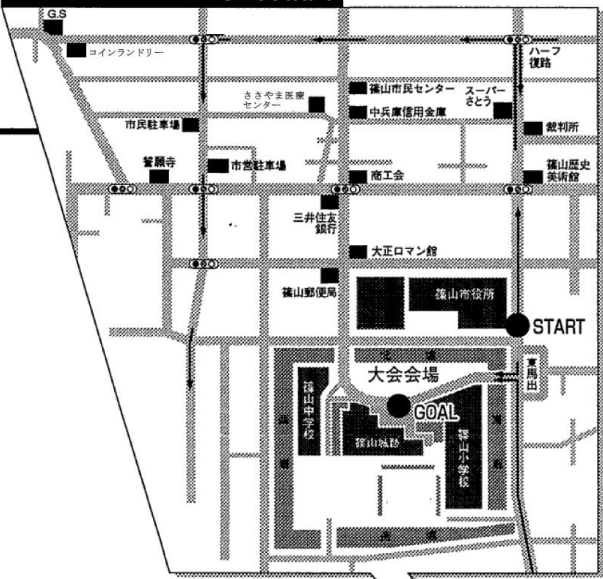 G.S
コインランドリー
ハーフ
復路
ささやま医療
センター
篠山市民センター
スーパー
さとう
中兵庫信用金庫
市民駐車場
裁判所
誓願寺
市営駐車場
商工会
篠山歴史
美術館
三井住友
銀行
大正ロマン館
篠山郵便局
篠山市役所
START
北堀
東馬出
大会会場
篠山中学校
GOAL
篠山城跡
篠山小学校